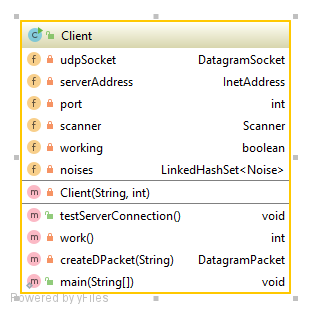 Client
udpSocket DatagramSocket
serverAddress InetAddress
port int
scanner Scanner
working boolean
noises LinkedHashSet<Noise>
Client(String, int)
testServerConnection() void
work() int
createDPacket(String) DatagramPacket
main(String[]) void
Powered by yFiles